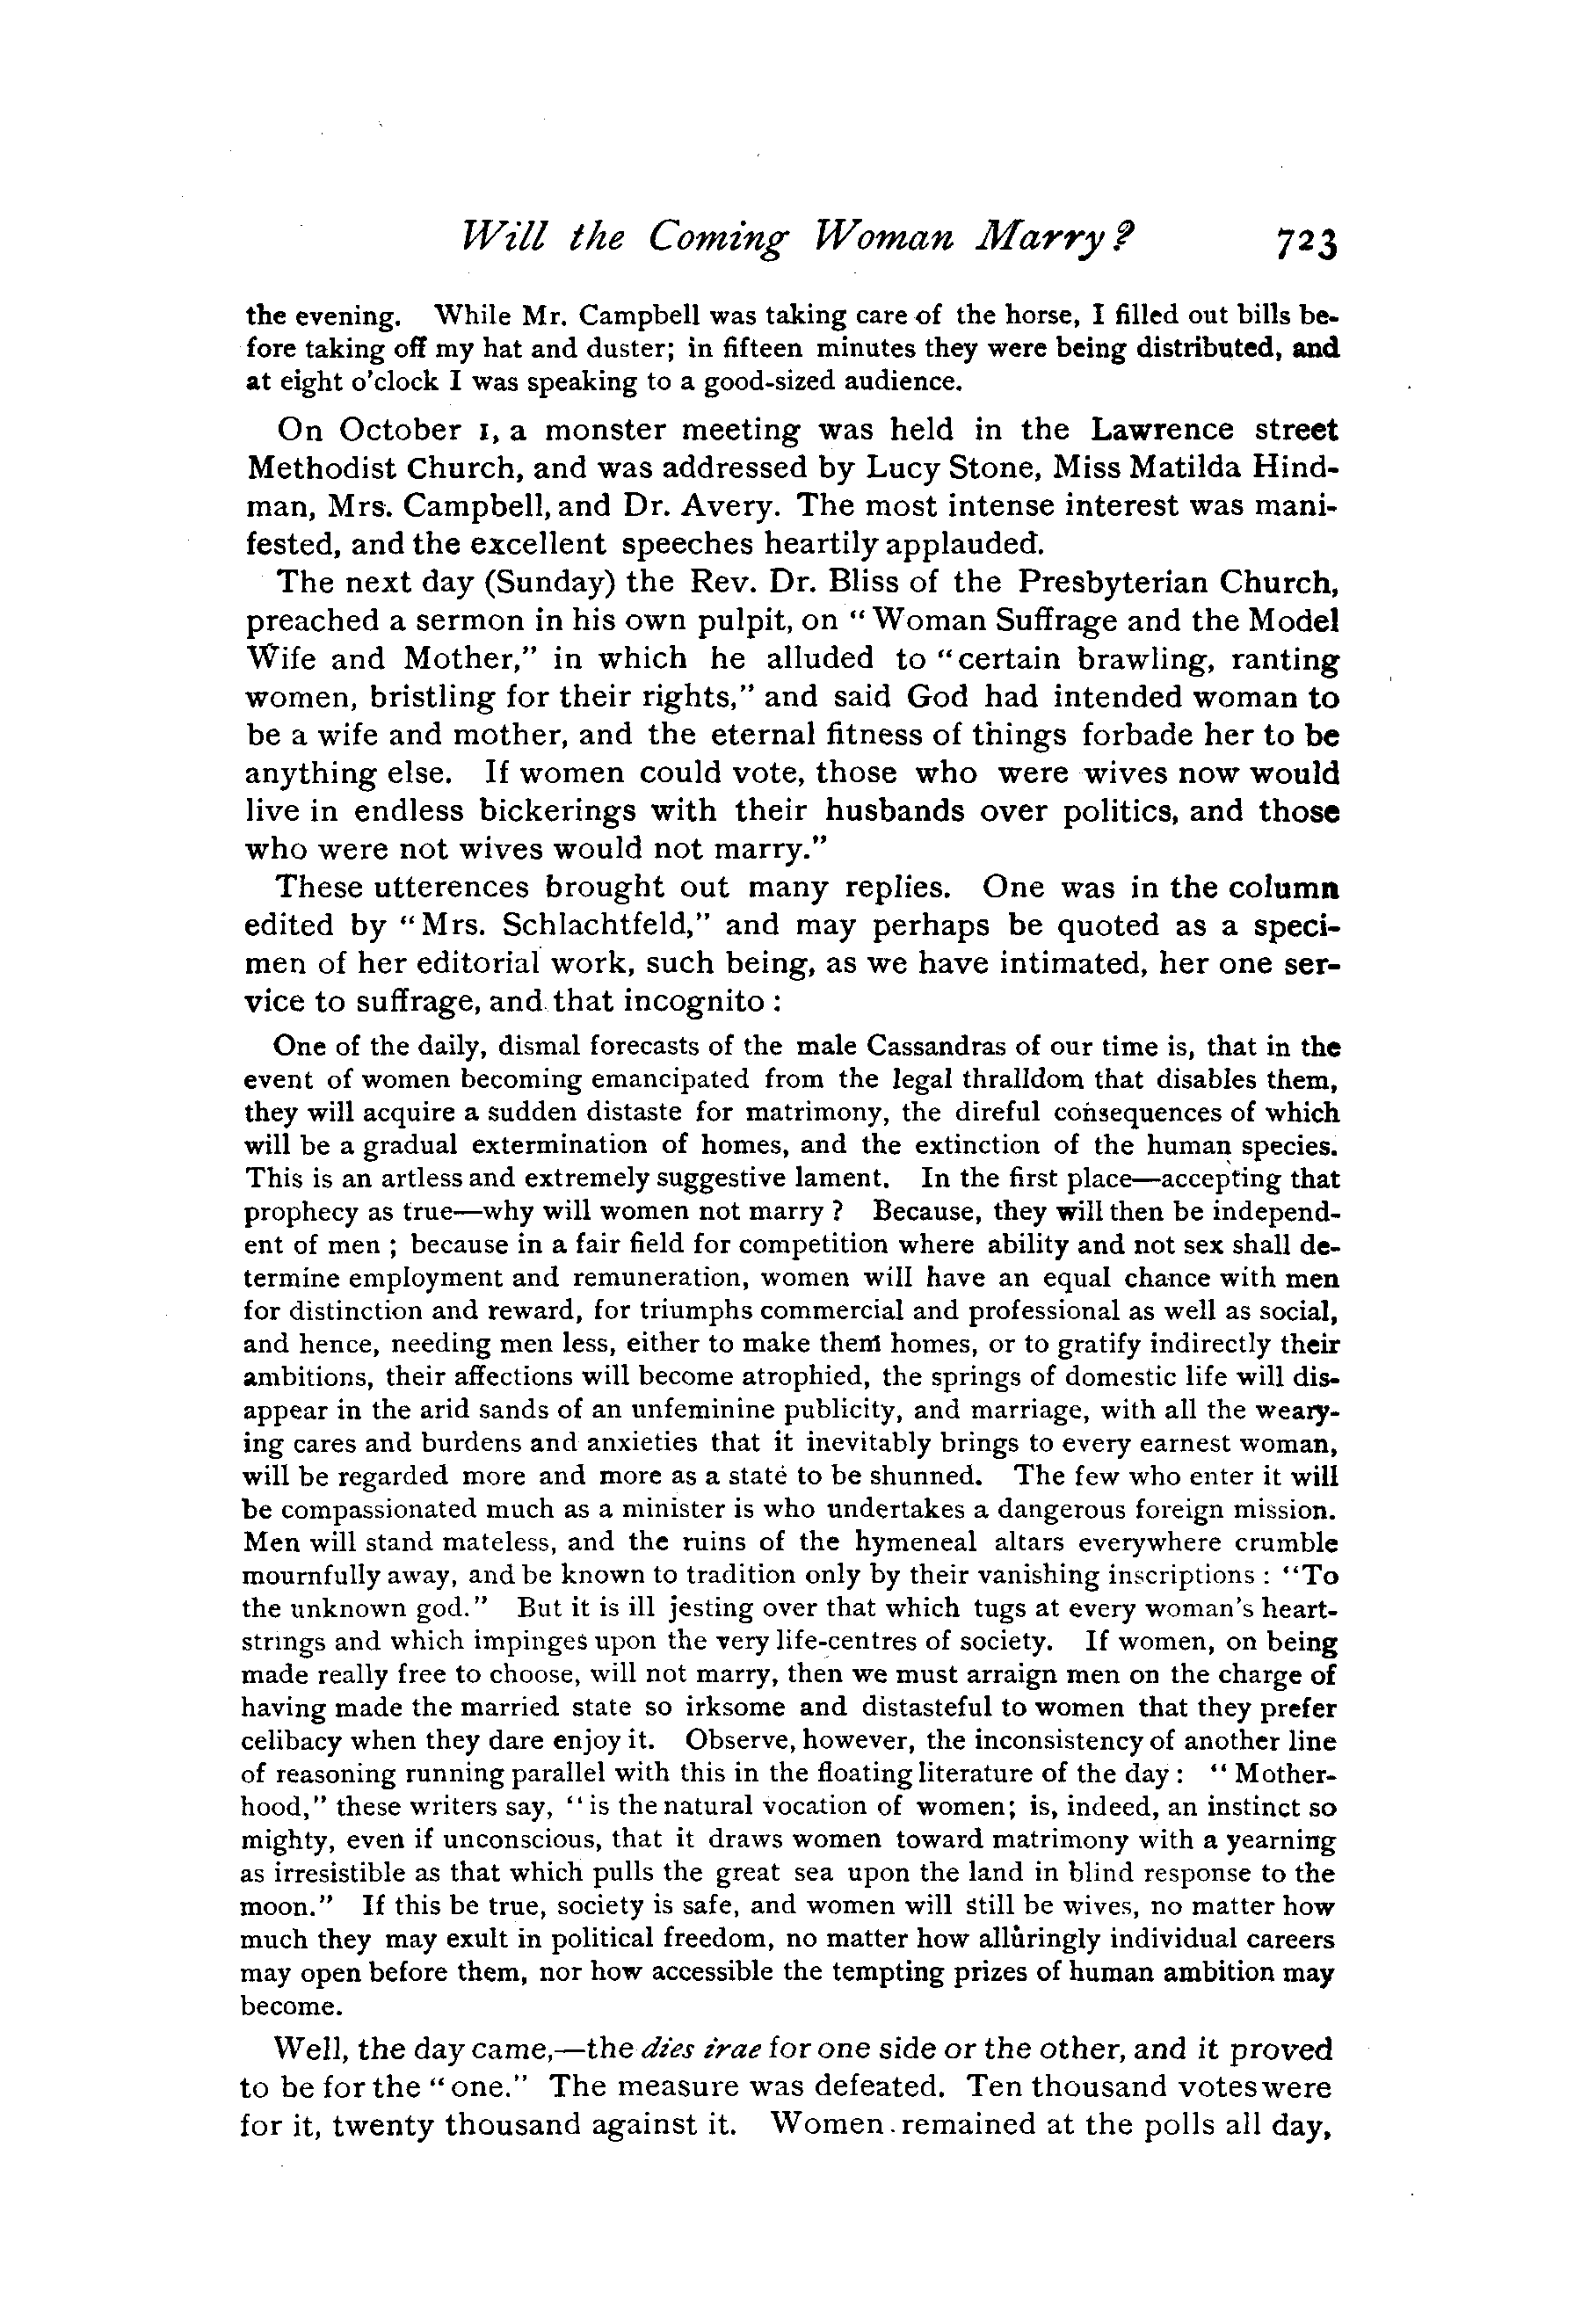 Will the Coming Woman Marry? 723
the evening. While Mr. Campbell was taking care of the horse, I filled out bills be-
fore taking off my hat and duster; in fifteen minutes they were being distributed, and
at eight o'clock I was speaking to a good-sized audience.
On October 1, a monster meeting was held in the Lawrence street
Methodist Church, and was addressed by Lucy Stone, Miss Matilda Hind-
man, Mrs. Campbell, and Dr. Avery. The most intense interest was mani-
fested, and the excellent speeches heartily applauded.
The next day (Sunday) the Rev. Dr. Bliss of the Presbyterian Church,
preached a sermon in his own pulpit, on "Woman Suffrage and the Model
Wife and Mother," in which he alluded to "certain brawling, ranting
women, bristling for their rights," and said God had intended woman to
be a wife and mother, and the eternal fitness of things forbade her to be
anything else. If women could vote, those who were wives now would
live in endless bickerings with their husbands over politics, and those
who were not wives would not marry."
These utterences brought out many replies. One was in the column
edited by "Mrs. Schlachtfeld," and may perhaps be quoted as a speci-
men of her editorial work, such being, as we have intimated, her one ser-
vice to suffrage, and that incognito :
One of the daily, dismal forecasts of the male Cassandras of our time is, that in the
event of women becoming emancipated from the legal thralldom that disables them,
they will acquire a sudden distaste for matrimony, the direful consequences of which
will be a gradual extermination of homes, and the extinction of the human species.
This is an artless and extremely suggestive lament. In the first place—accepting that
prophecy as true—why will women not marry ? Because, they will then be independ-
ent of men ; because in a fair field for competition where ability and not sex shall de-
termine employment and remuneration, women will have an equal chance with men
for distinction and reward, for triumphs commercial and professional as well as social,
and hence, needing men less, either to make them homes, or to gratify indirectly their
ambitions, their affections will become atrophied, the springs of domestic life will dis-
appear in the arid sands of an unfeminine publicity, and marriage, with all the weary-
ing cares and burdens and anxieties that it inevitably brings to every earnest woman,
will be regarded more and more as a state to be shunned. The few who enter it will
be compassionated much as a minister is who undertakes a dangerous foreign mission.
Men will stand mateless, and the ruins of the hymeneal altars everywhere crumble
mournfully away, and be known to tradition only by their vanishing inscriptions : "To
the unknown god." But it is ill jesting over that which tugs at every woman's heart-
strings and which impinges upon the very life-centres of society. If women, on being
made really free to choose, will not marry, then we must arraign men on the charge of
having made the married state so irksome and distasteful to women that they prefer
celibacy when they dare enjoy it. Observe, however, the inconsistency of another line
of reasoning running parallel with this in the floating literature of the day : "Mother-
hood," these writers say, "is the natural vocation of women; is, indeed, an instinct so
mighty, even if unconscious, that it draws women toward matrimony with a yearning
as irresistible as that which pulls the great sea upon the land in blind response to the
moon." If this be true, society is safe, and women will still be wives, no matter how
much they may exult in political freedom, no matter how alluringly individual careers
may open before them, nor how accessible the tempting prizes of human ambition may
become.
Well, the day came,—the dies irae for one side or the other, and it proved
to be for the "one." The measure was defeated. Ten thousand votes were
for it, twenty thousand against it. Women remained at the polls all day,